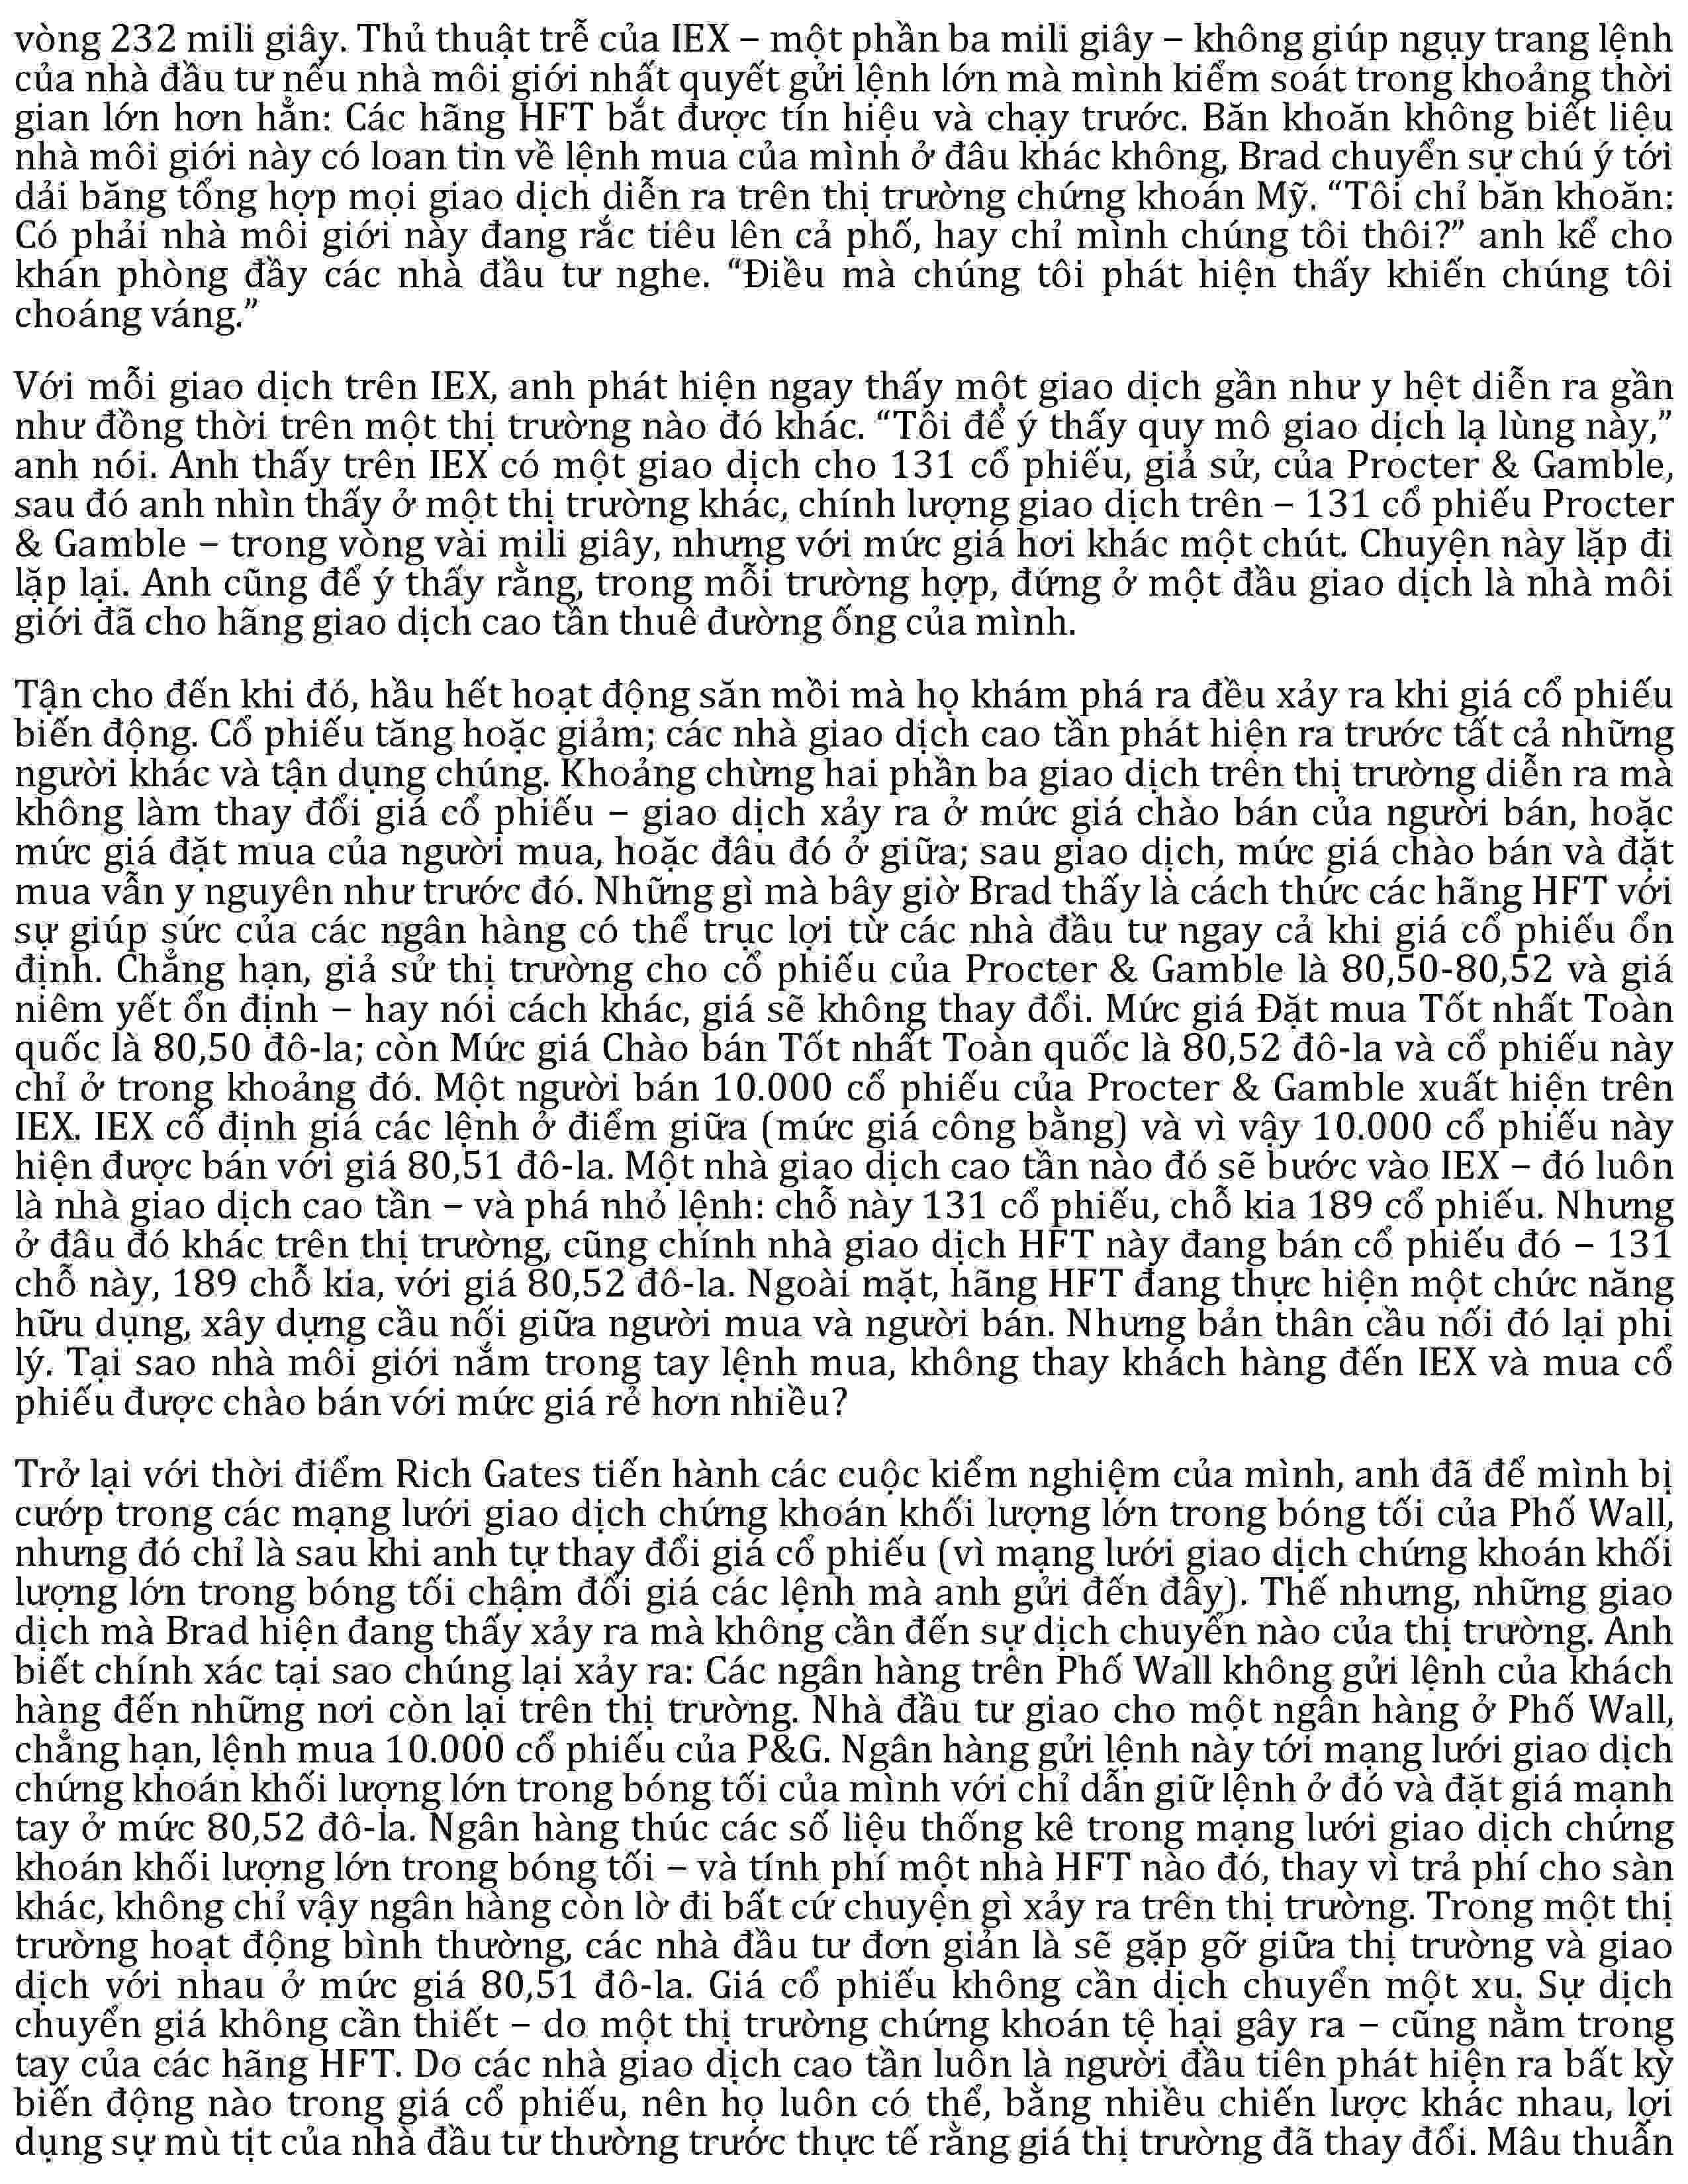 vòng 232 mili giây. Thủ thuật trễ của IEX – một phần ba mili giây – không giúp ngụy trang lệnh
của nhà đầu tư nếu nhà môi giới nhất quyết gửi lệnh lớn mà mình kiểm soát trong khoảng thời
gian lớn hơn hẳn: Các hãng HFT bắt được tín hiệu và chạy trước. Băn khoăn không biết liệu
nhà môi giới này có loan tin về lệnh mua của mình ở đâu khác không, Brad chuyển sự chú ý tới
dải băng tổng hợp mọi giao dịch diễn ra trên thị trường chứng khoán Mỹ. “Tôi chỉ băn khoăn:
Có phải nhà môi giới này đang rắc tiêu lên cả phố, hay chỉ mình chúng tôi thôi?” anh kể cho
khán phòng đầy các nhà đầu tư nghe. “Điều mà chúng tôi phát hiện thấy khiến chúng tôi
choáng váng.”
Với mỗi giao dịch trên IEX, anh phát hiện ngay thấy một giao dịch gần như y hệt diễn ra gần
như đồng thời trên một thị trường nào đó khác. “Tôi để ý thấy quy mô giao dịch lạ lùng này,”
anh nói. Anh thấy trên IEX có một giao dịch cho 131 cổ phiếu, giả sử, của Procter & Gamble,
sau đó anh nhìn thấy ở một thị trường khác, chính lượng giao dịch trên – 131 cổ phiếu Procter
& Gamble – trong vòng vài mili giây, nhưng với mức giá hơi khác một chút. Chuyện này lặp đi
lặp lại. Anh cũng để ý thấy rằng, trong mỗi trường hợp, đứng ở một đầu giao dịch là nhà môi
giới đã cho hãng giao dịch cao tần thuê đường ống của mình.
Tận cho đến khi đó, hầu hết hoạt động săn mồi mà họ khám phá ra đều xảy ra khi giá cổ phiếu
biến động. Cổ phiếu tăng hoặc giảm; các nhà giao dịch cao tần phát hiện ra trước tất cả những
người khác và tận dụng chúng. Khoảng chừng hai phần ba giao dịch trên thị trường diễn ra mà
không làm thay đổi giá cổ phiếu – giao dịch xảy ra ở mức giá chào bán của người bán, hoặc
mức giá đặt mua của người mua, hoặc đâu đó ở giữa; sau giao dịch, mức giá chào bán và đặt
mua vẫn y nguyên như trước đó. Những gì mà bây giờ Brad thấy là cách thức các hãng HFT với
sự giúp sức của các ngân hàng có thể trục lợi từ các nhà đầu tư ngay cả khi giá cổ phiếu ổn
định. Chẳng hạn, giả sử thị trường cho cổ phiếu của Procter & Gamble là 80,50-80,52 và giá
niêm yết ổn định – hay nói cách khác, giá sẽ không thay đổi. Mức giá Đặt mua Tốt nhất Toàn
quốc là 80,50 đô-la; còn Mức giá Chào bán Tốt nhất Toàn quốc là 80,52 đô-la và cổ phiếu này
chỉ ở trong khoảng đó. Một người bán 10.000 cổ phiếu của Procter & Gamble xuất hiện trên
IEX. IEX cố định giá các lệnh ở điểm giữa (mức giá công bằng) và vì vậy 10.000 cổ phiếu này
hiện được bán với giá 80,51 đô-la. Một nhà giao dịch cao tần nào đó sẽ bước vào IEX – đó luôn
là nhà giao dịch cao tần – và phá nhỏ lệnh: chỗ này 131 cổ phiếu, chỗ kia 189 cổ phiếu. Nhưng
ở đâu đó khác trên thị trường, cũng chính nhà giao dịch HFT này đang bán cổ phiếu đó – 131
chỗ này, 189 chỗ kia, với giá 80,52 đô-la. Ngoài mặt, hãng HFT đang thực hiện một chức năng
hữu dụng, xây dựng cầu nối giữa người mua và người bán. Nhưng bản thân cầu nối đó lại phi
lý. Tại sao nhà môi giới nắm trong tay lệnh mua, không thay khách hàng đến IEX và mua cổ
phiếu được chào bán với mức giá rẻ hơn nhiều?
Trở lại với thời điểm Rich Gates tiến hành các cuộc kiểm nghiệm của mình, anh đã để mình bị
cướp trong các mạng lưới giao dịch chứng khoán khối lượng lớn trong bóng tối của Phố Wall,
nhưng đó chỉ là sau khi anh tự thay đổi giá cổ phiếu (vì mạng lưới giao dịch chứng khoán khối
lượng lớn trong bóng tối chậm đổi giá các lệnh mà anh gửi đến đây). Thế nhưng, những giao
dịch mà Brad hiện đang thấy xảy ra mà không cần đến sự dịch chuyển nào của thị trường. Anh
biết chính xác tại sao chúng lại xảy ra: Các ngân hàng trên Phố Wall không gửi lệnh của khách
hàng đến những nơi còn lại trên thị trường. Nhà đầu tư giao cho một ngân hàng ở Phố Wall,
chẳng hạn, lệnh mua 10.000 cổ phiếu của P&G. Ngân hàng gửi lệnh này tới mạng lưới giao dịch
chứng khoán khối lượng lớn trong bóng tối của mình với chỉ dẫn giữ lệnh ở đó và đặt giá mạnh
tay ở mức 80,52 đô-la. Ngân hàng thúc các số liệu thống kê trong mạng lưới giao dịch chứng
khoán khối lượng lớn trong bóng tối – và tính phí một nhà HFT nào đó, thay vì trả phí cho sàn
khác, không chỉ vậy ngân hàng còn lờ đi bất cứ chuyện gì xảy ra trên thị trường. Trong một thị
trường hoạt động bình thường, các nhà đầu tư đơn giản là sẽ gặp gỡ giữa thị trường và giao
dịch với nhau ở mức giá 80,51 đô-la. Giá cổ phiếu không cần dịch chuyển một xu. Sự dịch
chuyển giá không cần thiết – do một thị trường chứng khoán tệ hại gây ra – cũng nằm trong
tay của các hãng HFT. Do các nhà giao dịch cao tần luôn là người đầu tiên phát hiện ra bất kỳ
biến động nào trong giá cổ phiếu, nên họ luôn có thể, bằng nhiều chiến lược khác nhau, lợi
dụng sự mù tịt của nhà đầu tư thường trước thực tế rằng giá thị trường đã thay đổi. Mâu thuẫn